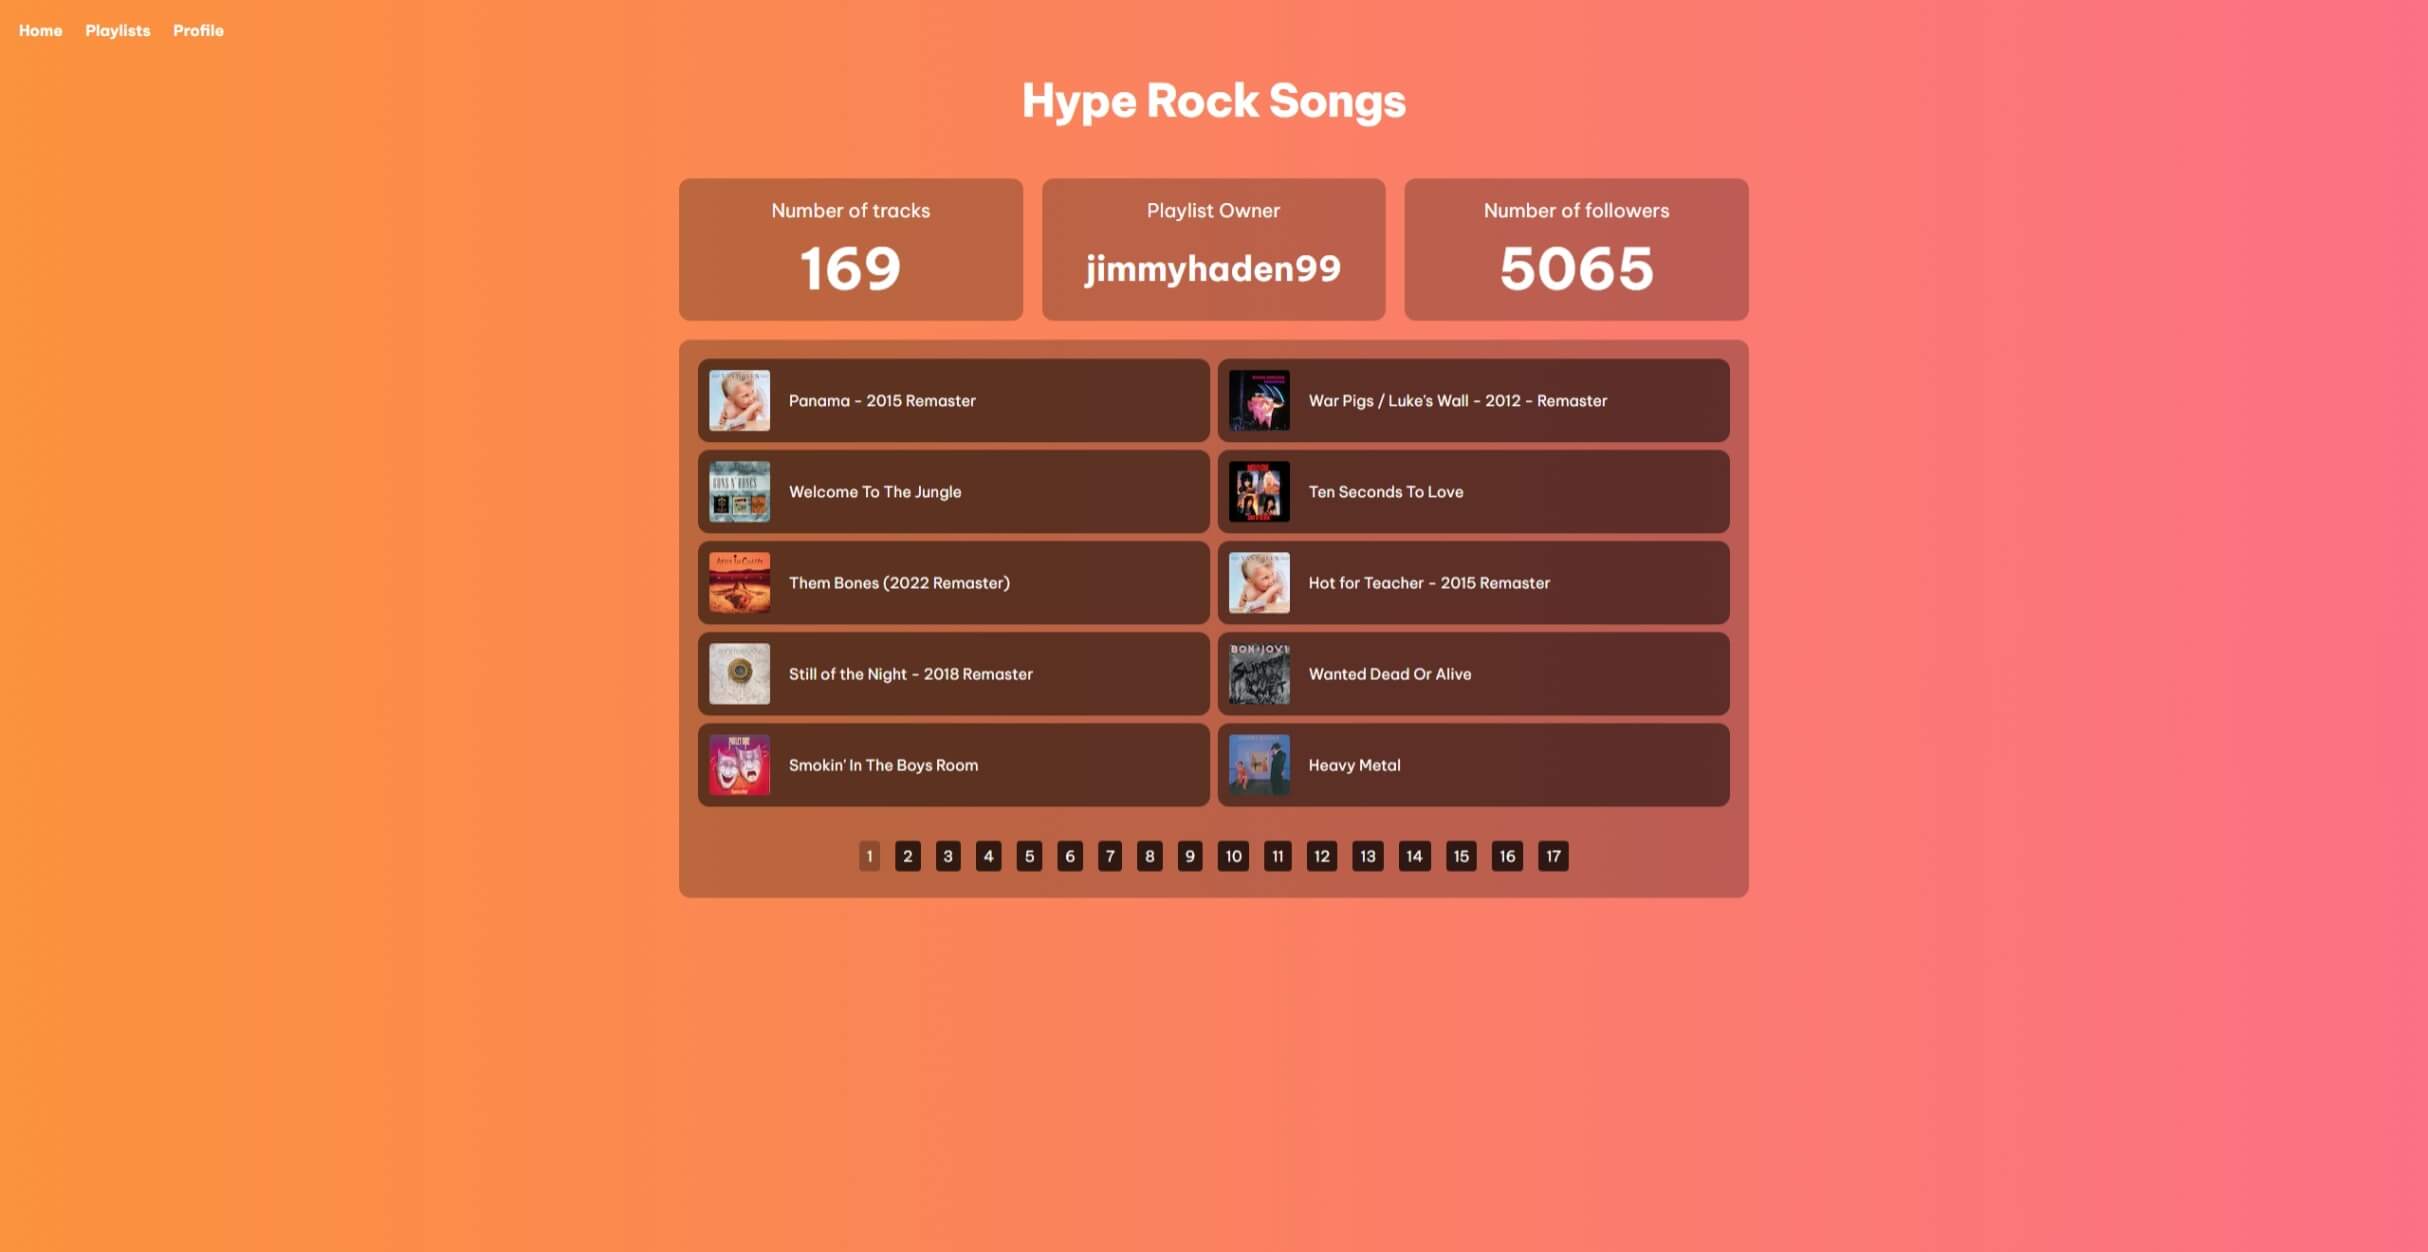 Home Playlists Profile
Hype Rock Songs
Number of tracks
169
Playlist Owner
jimmyhaden99
Number of followers
5065
Panama - 2015 Remaster
War Pigs / Luke's Wall - 2012 - Remaster
Welcome To The Jungle
Ten Seconds To Love
Them Bones (2022 Remaster)
Hot for Teacher - 2015 Remaster
Still of the Night - 2018 Remaster
BON JOVI
Wanted Dead Or Alive
Smokin' In The Boys Room
Heavy Metal
1 2 3 4 5 6 7 8 9 10 11 12 13 14 15 16 17